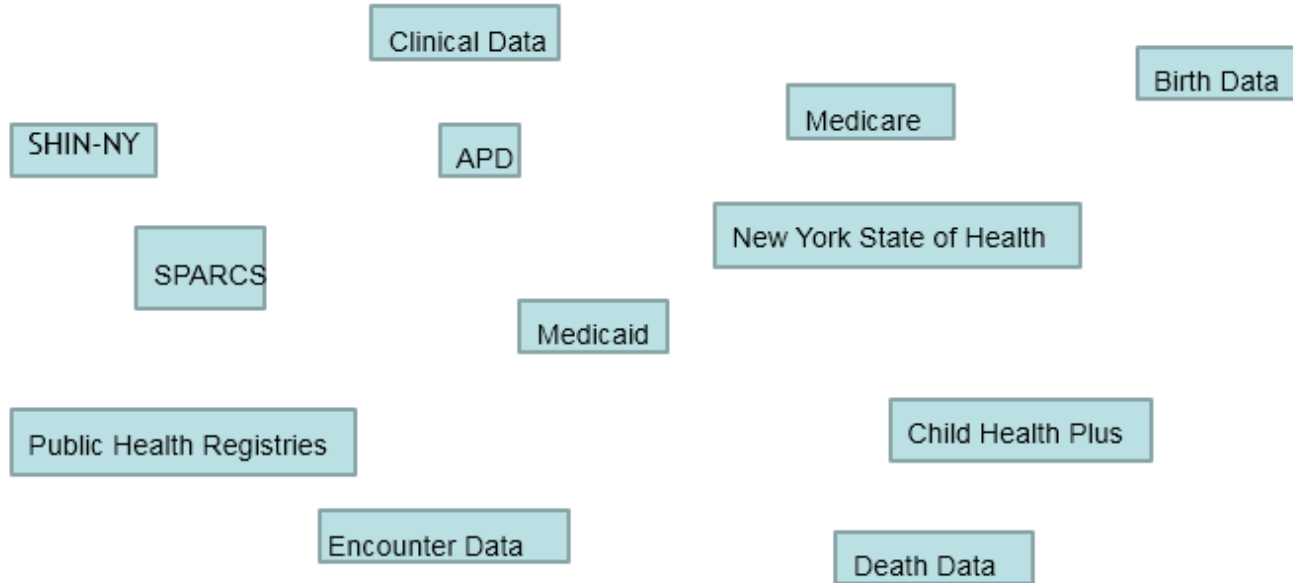 Clinical Data
Birth Data
Medicare
SHIN-NY
APD
New York State of Health
SPARCS
Medicaid
Child Health Plus
Public Health Registries
Encounter Data
Death Data